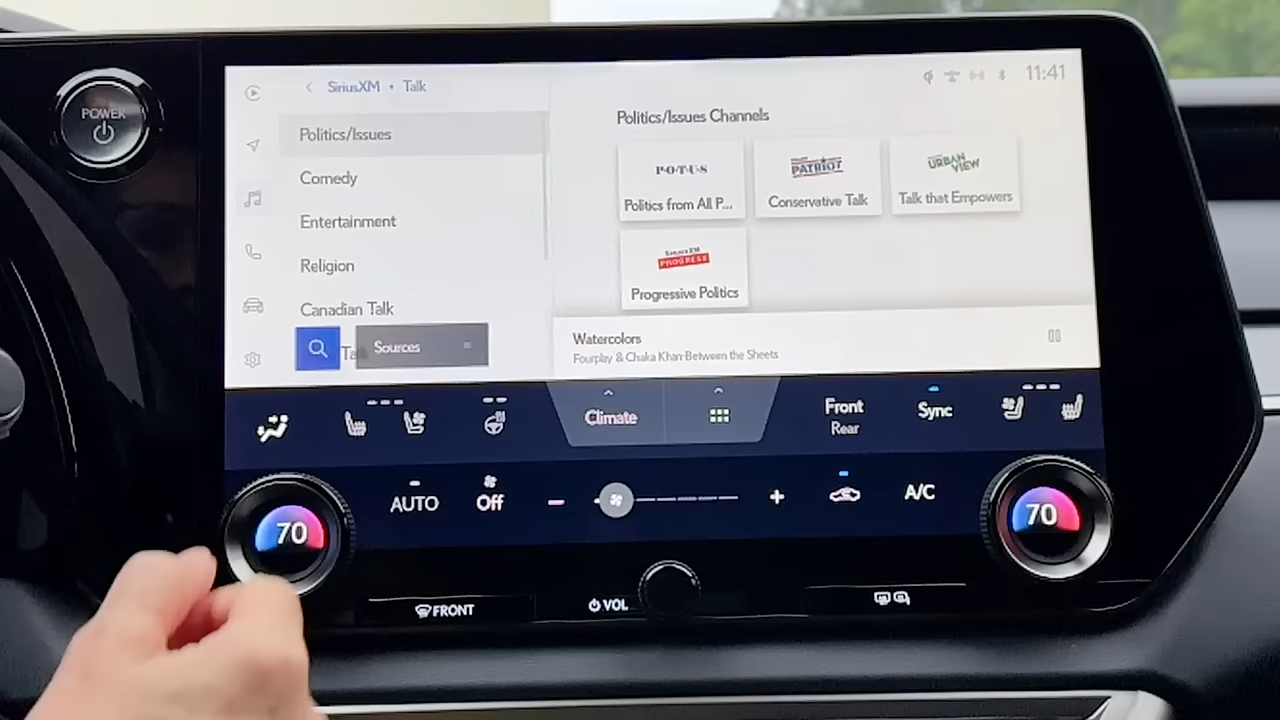 POWER
SiriusXM • Talk
11:41
Politics/Issues
Comedy
Entertainment
Religion
Canadian Talk
Ta
Sources
Politics/Issues Channels
P·O·T·U·S
Politics from All P...
PATRIOT
Conservative Talk
URBAN
VIEW
Talk that Empowers
SiriusXM
PROGRESS
Progressive Politics
Watercolors
Fourplay & Chaka Khan·Between the Sheets
Climate
Front
Rear
Sync
70
AUTO
Off
A/C
70
FRONT
VOL